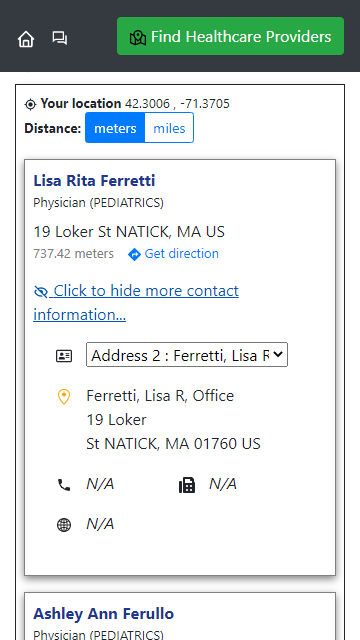 Find Healthcare Providers
Your location 42.3006 , -71.3705
Distance: meters miles
Lisa Rita Ferretti
Physician (PEDIATRICS)
19 Loker St NATICK, MA US
737.42 meters Get direction
Click to hide more contact
information...
Address 2 : Ferretti, Lisa R
Ferretti, Lisa R, Office
19 Loker
St NATICK, MA 01760 US
N/A N/A
N/A
Ashley Ann Ferullo
Physician (PEDIATRICS)